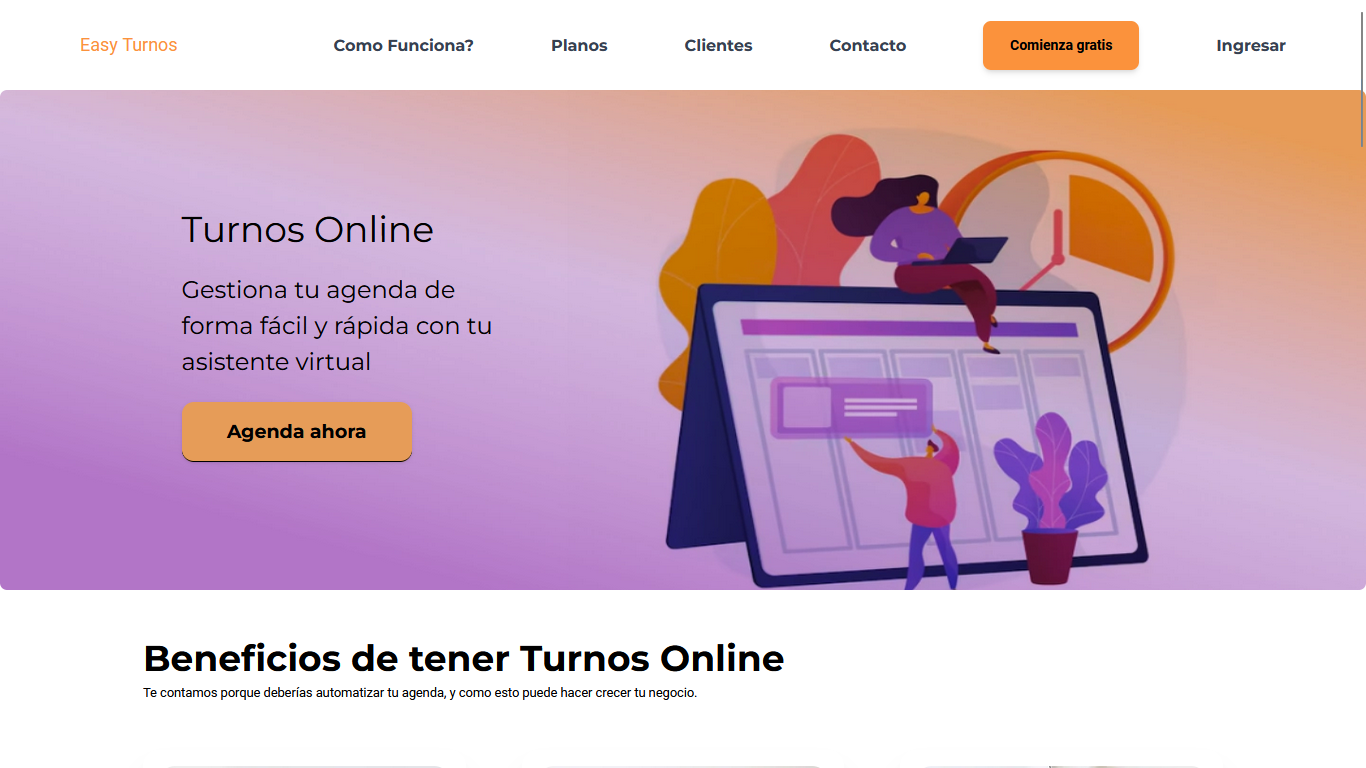 Easy Turnos
Como Funciona?
Planos
Clientes
Contacto
Comienza gratis
Ingresar
Turnos Online
Gestiona tu agenda de
forma fácil y rápida con tu
asistente virtual
Agenda ahora
Beneficios de tener Turnos Online
Te contamos porque deberías automatizar tu agenda, y como esto puede hacer crecer tu negocio.